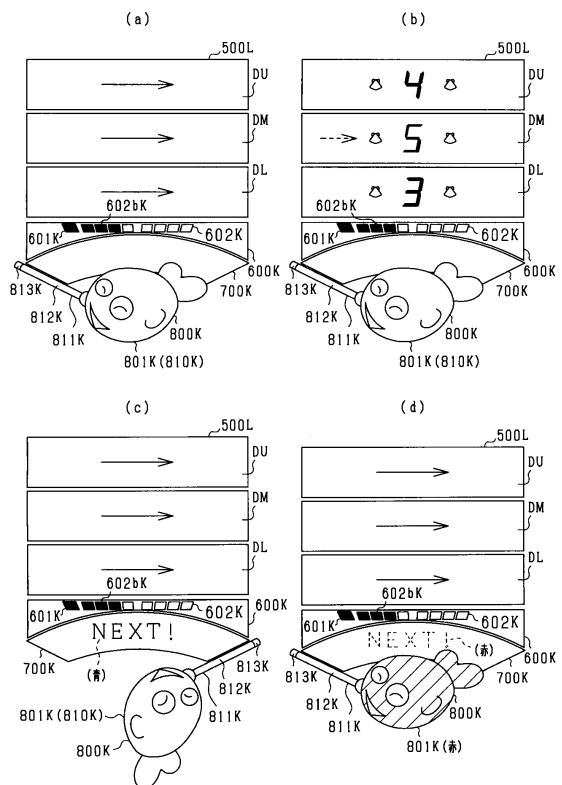 (a)
500L
DU
DM
DL
602bK
601K
602K
600K
700K
813K
812K
811K
800K
801K(810K)
(b)
500L
DU
4
DM
5
DL
3
602bK
601K
602K
600K
700K
813K
812K
811K
800K
801K(810K)
(c)
500L
DU
DM
DL
602bK
601K
602K
600K
NEXT!
700K
(青)
813K
812K
811K
801K(810K)
800K
(d)
500L
DU
DM
DL
602bK
601K
602K
NEXT!
(赤)
600K
700K
813K
812K
811K
800K
801K(赤)